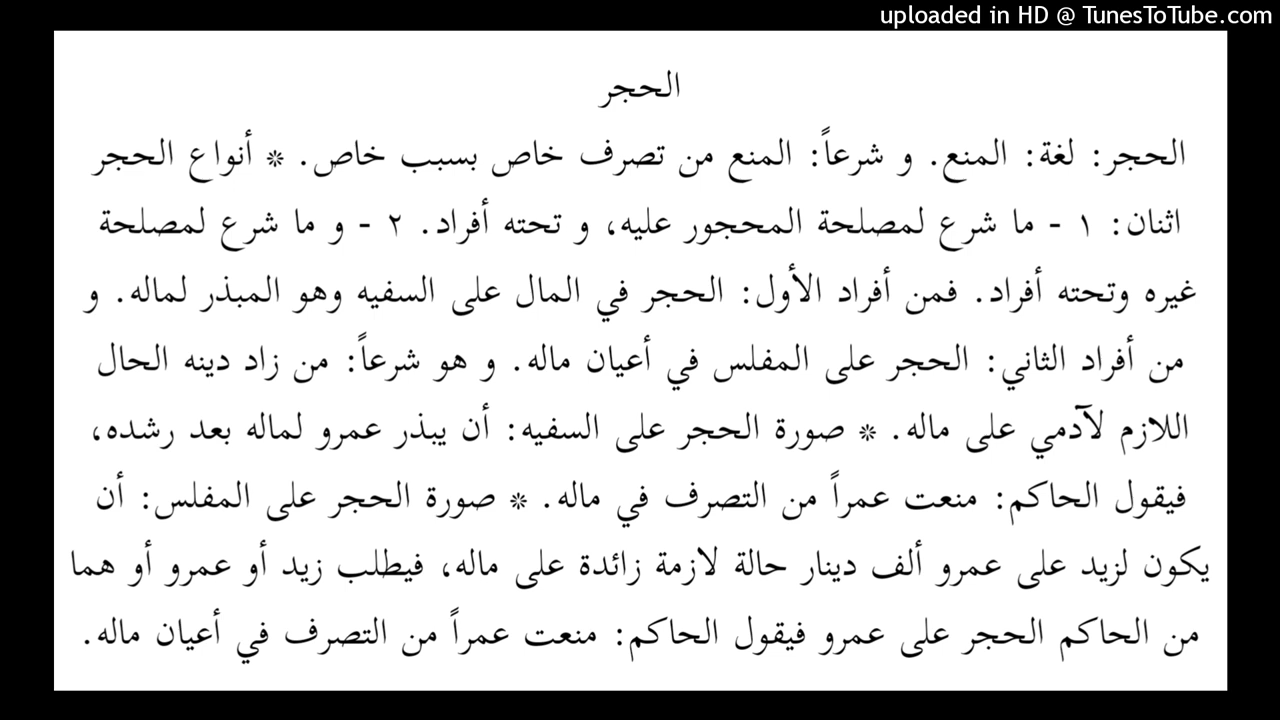 uploaded in HD @ TunesToTube.com
الحجر
الحجر: لغة: المنع. و شرعاً: المنع من تصرف خاص بسبب خاص. * أنواع الحجر
اثنان: ١ - ما شرع لمصلحة المحجور عليه، و تحته أفراد. ٢ - و ما شرع لمصلحة
غيره وتحته أفراد. فمن أفراد الأول: الحجر في المال على السفيه وهو المبذر لماله. و
من أفراد الثاني: الحجر على المفلس في أعيان ماله. و هو شرعاً: من زاد دينه الحال
اللازم لآدمي على ماله. * صورة الحجر على السفيه: أن يبذر عمرو لماله بعد رشده،
فيقول الحاكم: منعت عمراً من التصرف في ماله. * صورة الحجر على المفلس: أن
يكون لزيد على عمرو ألف دينار حالة لازمة زائدة على ماله، فيطلب زيد أو عمرو أو هما
من الحاكم الحجر على عمرو فيقول الحاكم: منعت عمراً من التصرف في أعيان ماله.